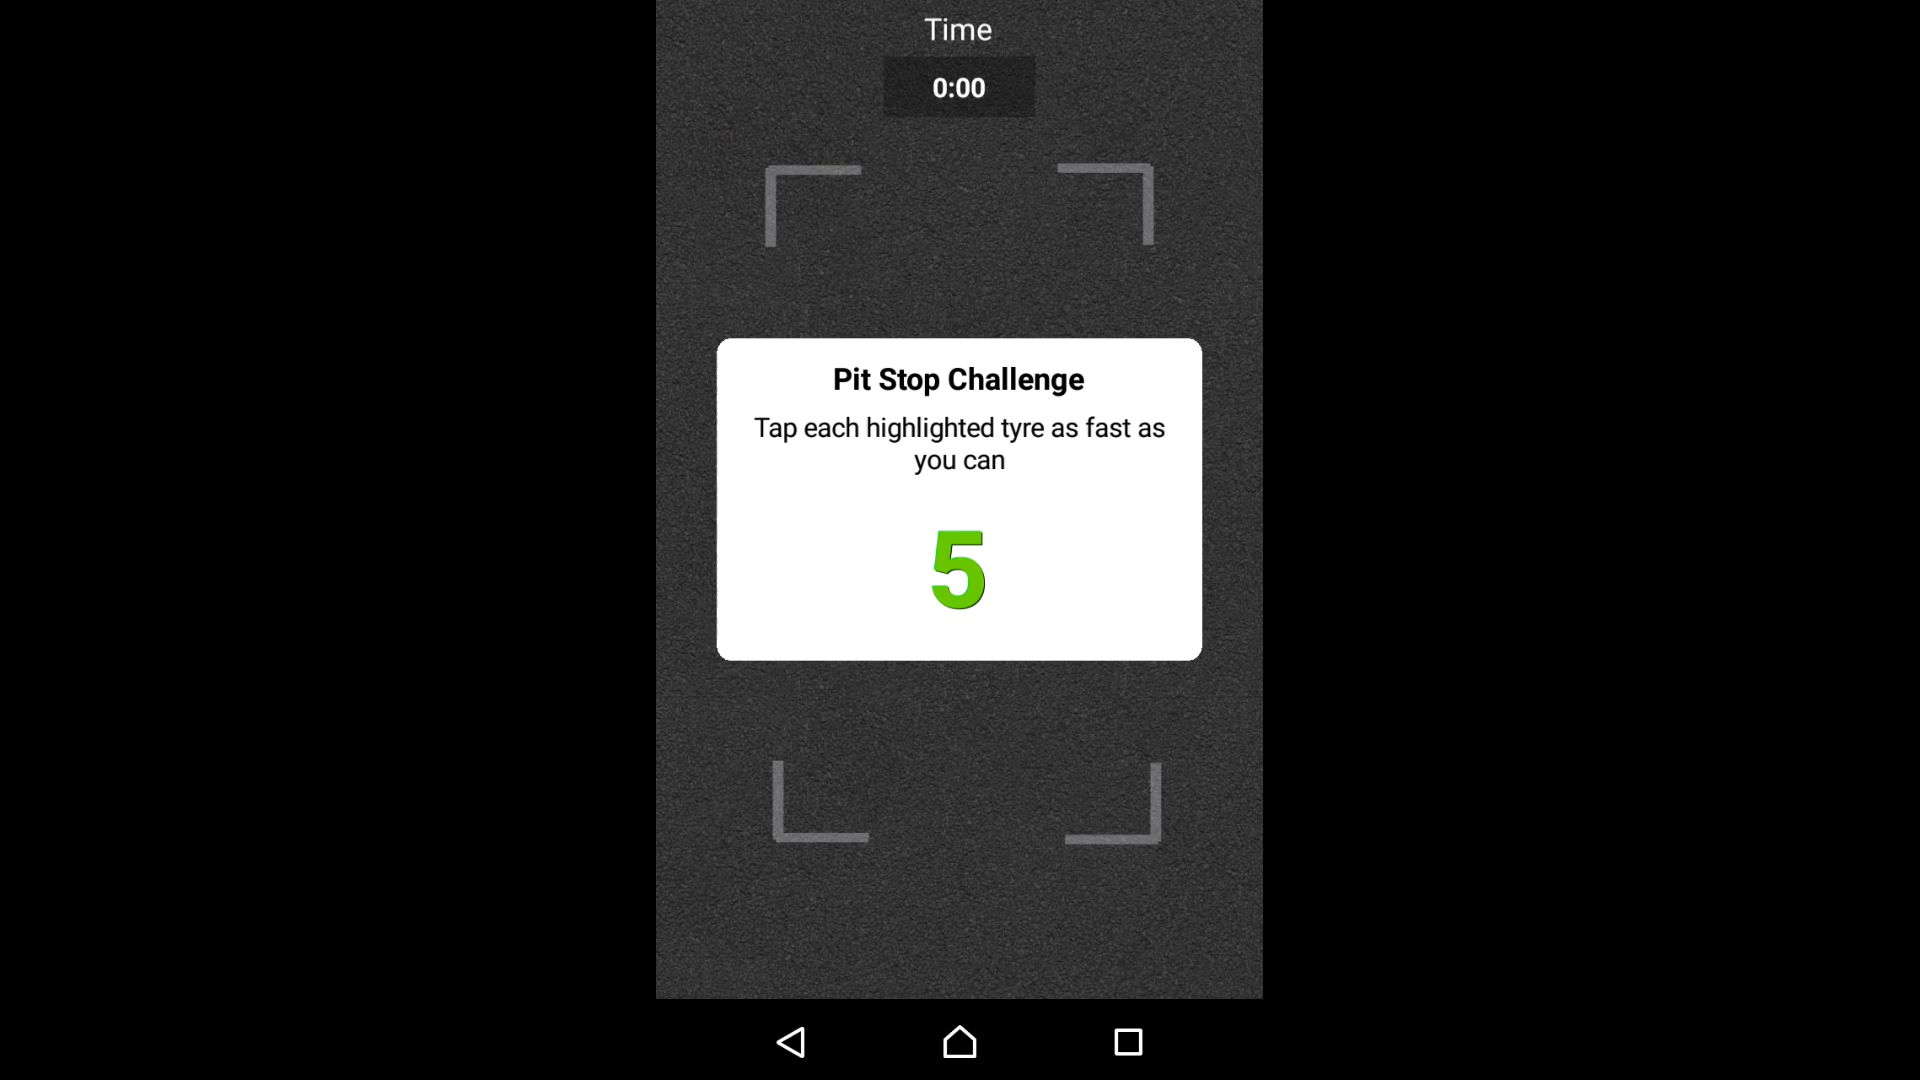 Time
0:00
Pit Stop Challenge
Tap each highlighted tyre as fast as
you can
5